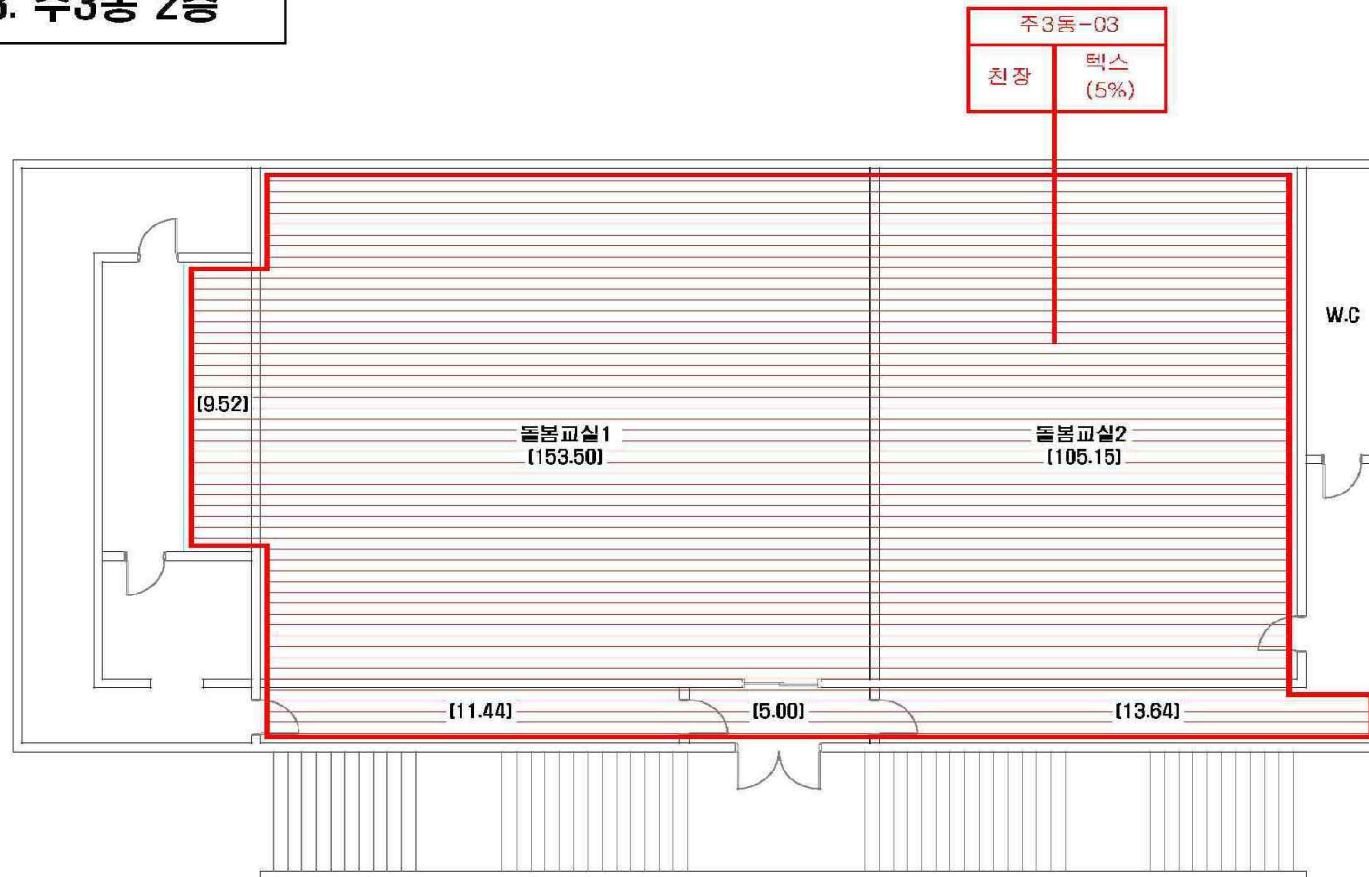 3. 주3동 2층
주3동-03
천장
텍스
(5%)
W.C
[9.52]
돌봄교실1
[153.50]
돌봄교실2
[105.15]
[11.44]
[5.00]
[13.64]